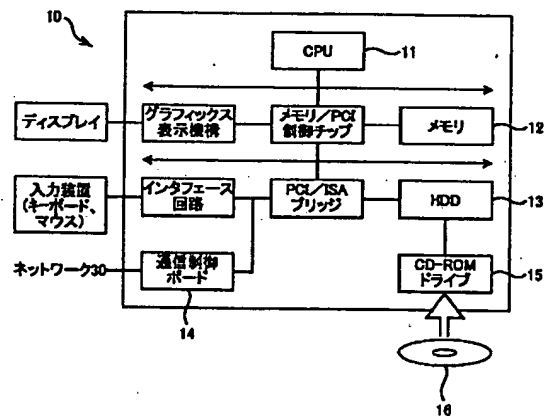 10
CPU
11
ディスプレイ
グラフィックス
表示機構
メモリ/PCI
制御チップ
メモリ
12
入力装置
(キーボード、
マウス)
インタフェース
回路
PCI/ISA
ブリッジ
HDD
13
ネットワーク30
通信制御
ボード
14
CD-ROM
ドライブ
15
16